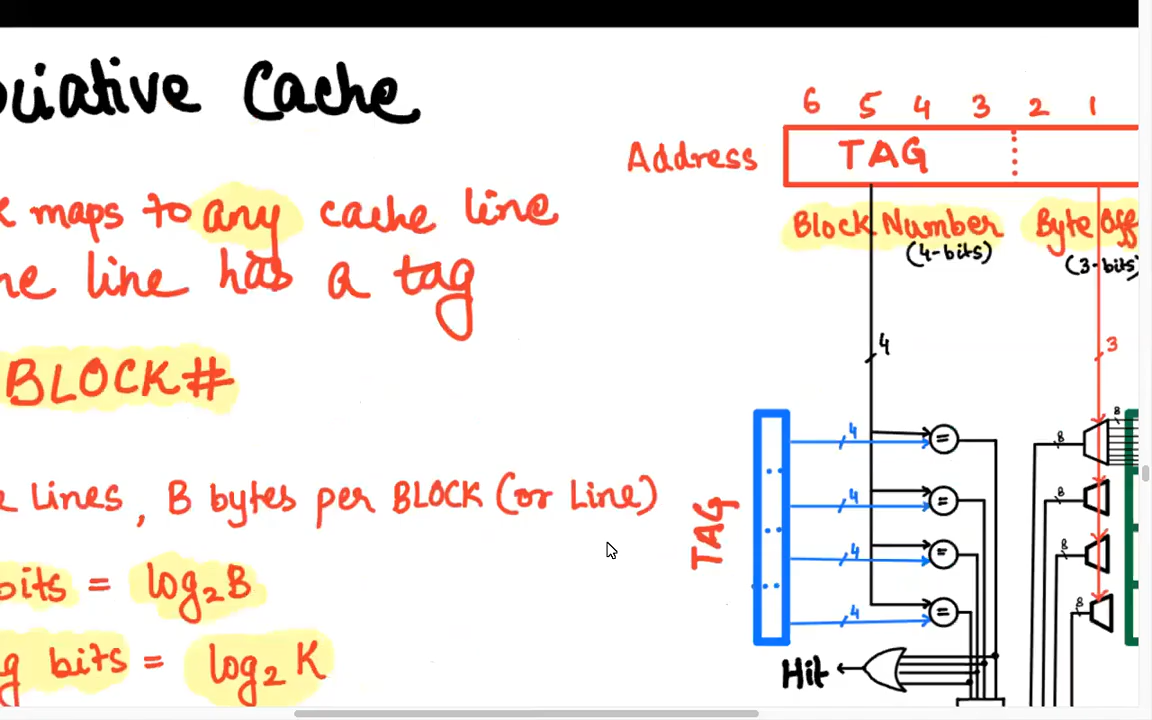 ociative Cache
maps to any cache line
line has a tag
BLOCK#
Lines, B bytes per BLOCK (or Line)
bits = log2B
bits = log2 K
6 5 4 3 2 1
Address TAG
Block Number Byte Off
(4-bits) (3-bits)
4 3
TAG
4 8 8
4 8
4 8
4 8
Hit